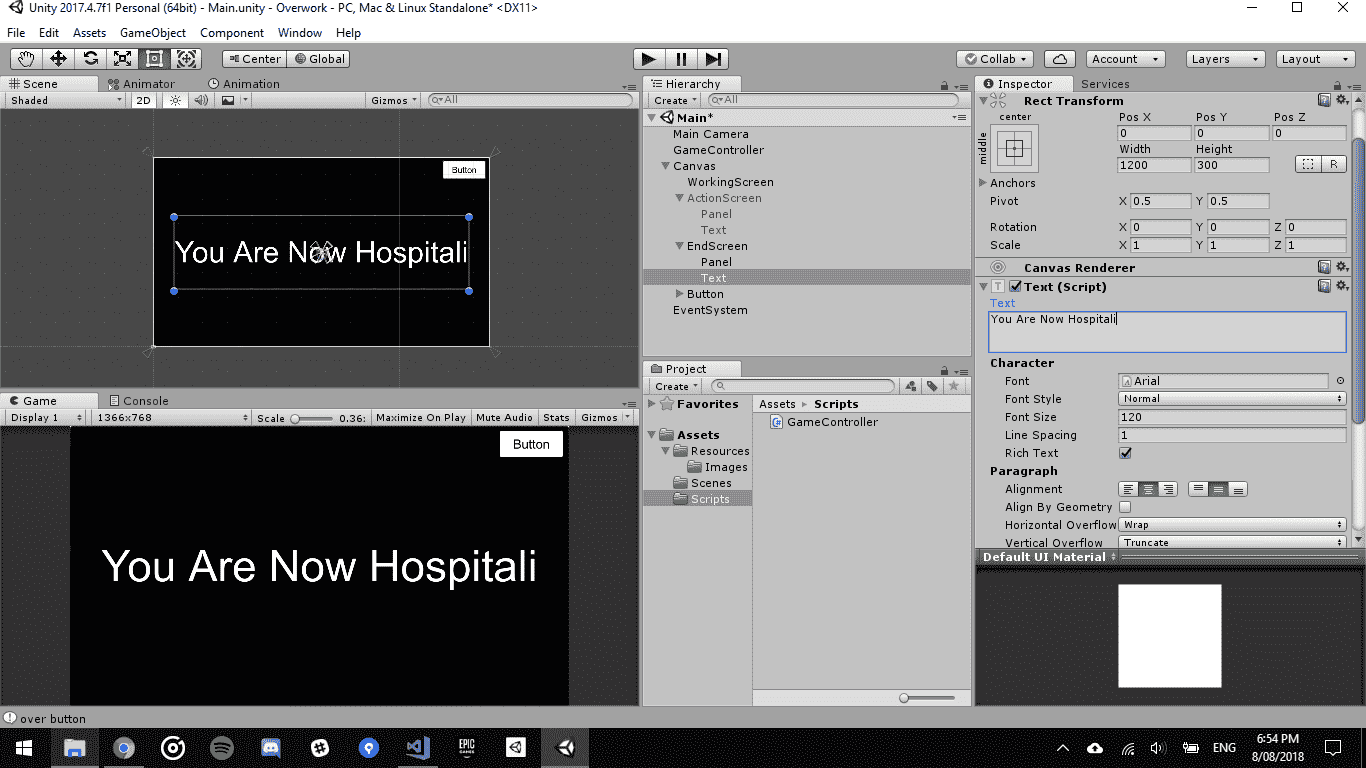 Unity 2017.4.7f1 Personal (64bit) - Main.unity - Overwork - PC, Mac & Linux Standalone* <DX11>
File Edit Assets GameObject Component Window Help
Center Global
Collab Account Layers Layout
Scene Animator Animation
Shaded 2D Gizmos All
Button
You Are Now Hospitali
Game Console
Display 1 1366x768 Scale 0.36: Maximize On Play Mute Audio Stats Gizmos
Button
You Are Now Hospitali
Hierarchy
Create All
Main*
Main Camera
GameController
Canvas
WorkingScreen
ActionScreen
Panel
Text
EndScreen
Panel
Text
Button
EventSystem
Project
Create
Favorites
Assets
Resources
Images
Scenes
Scripts
Assets Scripts
GameController
Inspector Services
Rect Transform
center
middle
Pos X Pos Y Pos Z
0 0 0
Width Height
1200 300 R
Anchors
Pivot X 0.5 Y 0.5
Rotation X 0 Y 0 Z 0
Scale X 1 Y 1 Z 1
Canvas Renderer
T Text (Script)
Text
You Are Now Hospitali
Character
Font Arial
Font Style Normal
Font Size 120
Line Spacing 1
Rich Text
Paragraph
Alignment
Align By Geometry
Horizontal Overflow Wrap
Vertical Overflow Truncate
Default UI Material
over button
EPIC
GAMES
ENG
6:54 PM
8/08/2018